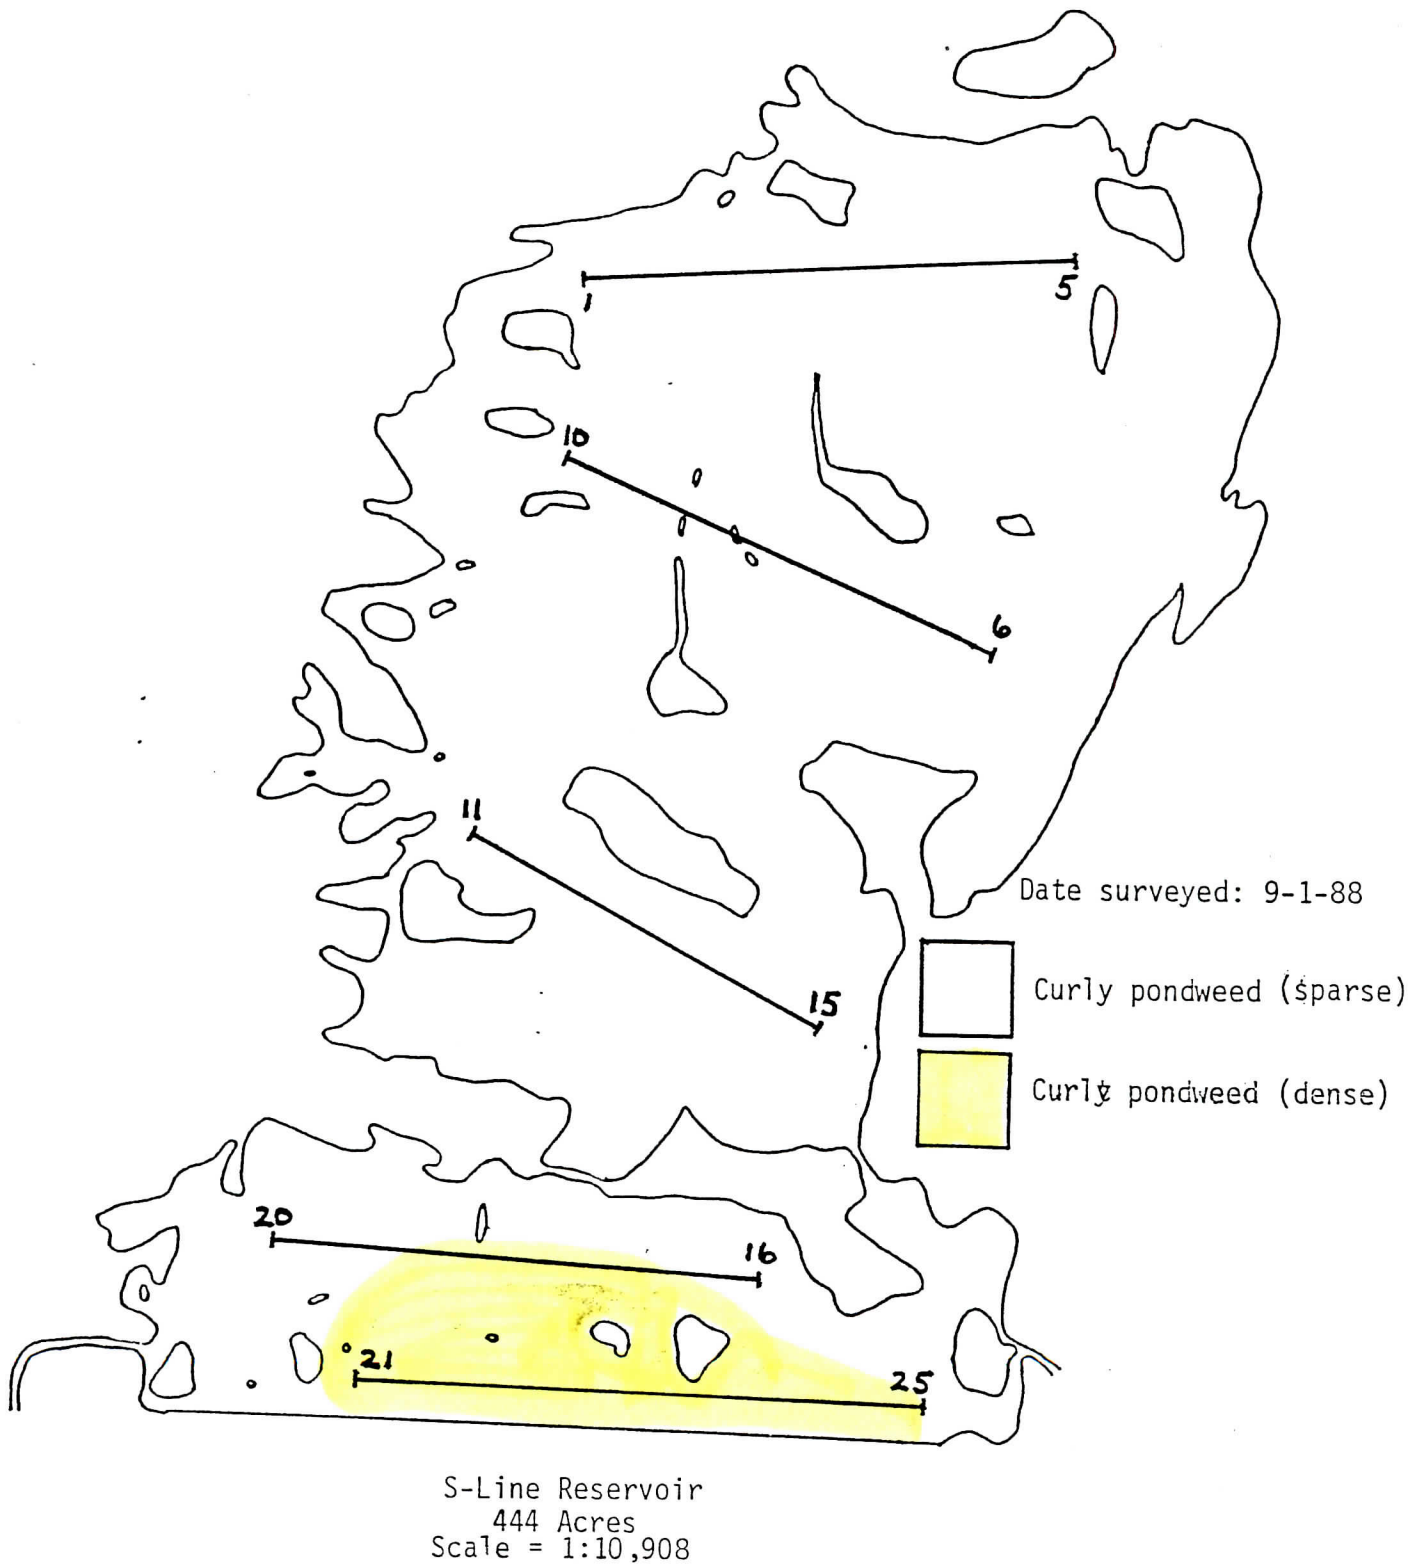 1
5
10
6
11
15
Date surveyed: 9-1-88
Curly pondweed (sparse)
Curly pondweed (dense)
20
16
21
25
S-Line Reservoir
444 Acres
Scale = 1:10,908